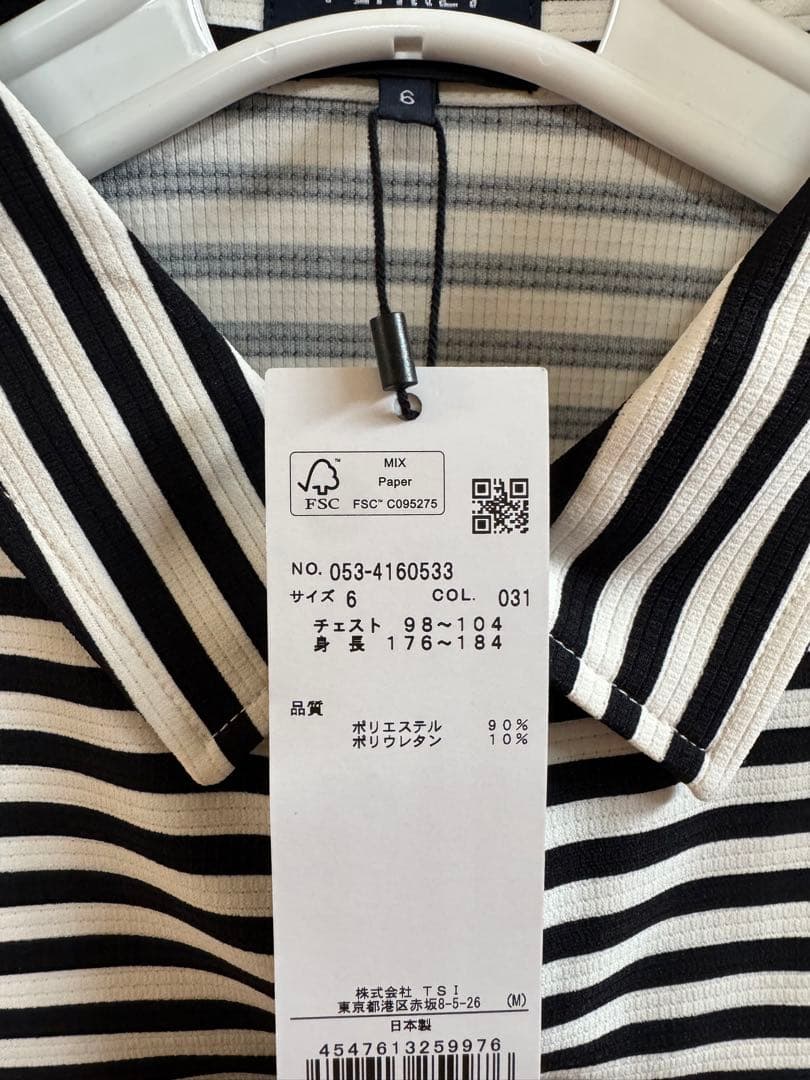 6
MIX
Paper
FSC™ C095275
FSC
NO. 053-4160533
サイズ 6 COL. 031
チェスト 98～104
身長 176～184
品質
ポリエステル 90%
ポリウレタン 10%
株式会社 TSI
東京都港区赤坂8-5-26 (M)
日本製
4547613259976